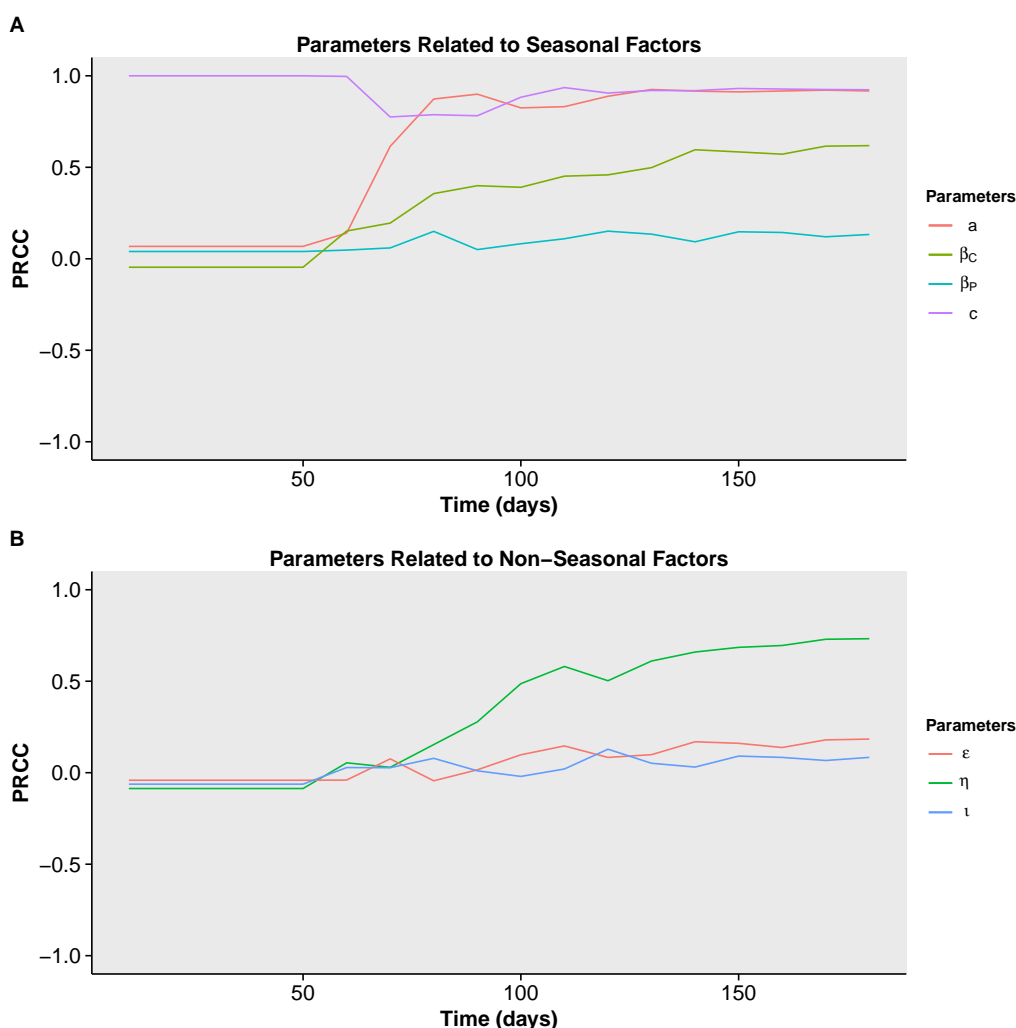 A
Parameters Related to Seasonal Factors
1.0
0.5
0.0
−0.5
−1.0
PRCC
50 100 150
Time (days)
Parameters
a
βC
βP
c
B
Parameters Related to Non−Seasonal Factors
1.0
0.5
0.0
−0.5
−1.0
PRCC
50 100 150
Time (days)
Parameters
ε
η
ι